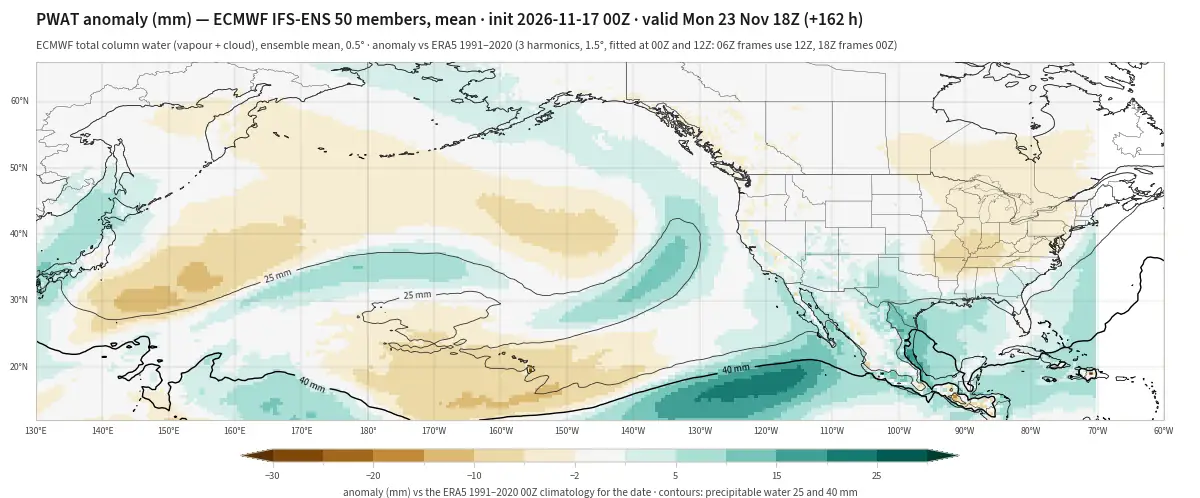 PWAT anomaly (mm) — ECMWF IFS-ENS 50 members, mean · init 2026-11-17 00Z · valid Mon 23 Nov 18Z (+162 h)
ECMWF total column water (vapour + cloud), ensemble mean, 0.5° · anomaly vs ERA5 1991–2020 (3 harmonics, 1.5°, fitted at 00Z and 12Z: 06Z frames use 12Z, 18Z frames 00Z)
60°N
50°N
40°N
30°N
20°N
25 mm
25 mm
40 mm
40 mm
130°E 140°E 150°E 160°E 170°E 180° 170°W 160°W 150°W 140°W 130°W 120°W 110°W 100°W 90°W 80°W 70°W 60°W
−30 −20 −10 −2 5 15 25
anomaly (mm) vs the ERA5 1991–2020 00Z climatology for the date · contours: precipitable water 25 and 40 mm